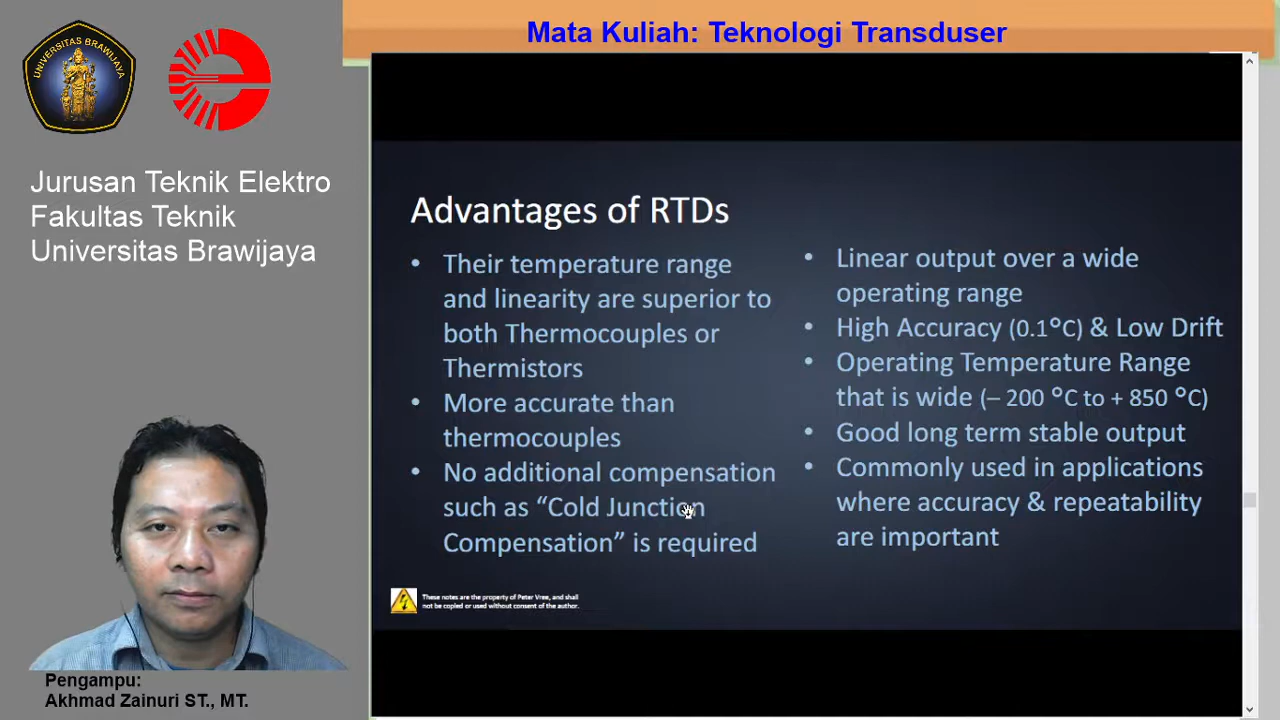 Mata Kuliah: Teknologi Transduser
UNIVERSITAS BRAWIJAYA
Jurusan Teknik Elektro
Fakultas Teknik
Universitas Brawijaya
Advantages of RTDs
• Their temperature range
and linearity are superior to
both Thermocouples or
Thermistors
• More accurate than
thermocouples
• No additional compensation
such as “Cold Junction
Compensation” is required
• Linear output over a wide
operating range
• High Accuracy (0.1°C) & Low Drift
• Operating Temperature Range
that is wide (– 200 °C to + 850 °C)
• Good long term stable output
• Commonly used in applications
where accuracy & repeatability
are important
These notes are the property of Peter Vree, and shall
not be copied or used without consent of the author.
Pengampu:
Akhmad Zainuri ST., MT.